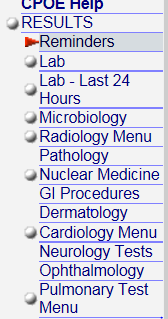 CPOE Help
RESULTS
Reminders
Lab
Lab - Last 24
Hours
Microbiology
Radiology Menu
Pathology
Nuclear Medicine
GI Procedures
Dermatology
Cardiology Menu
Neurology Tests
Ophthalmology
Pulmonary Test
Menu